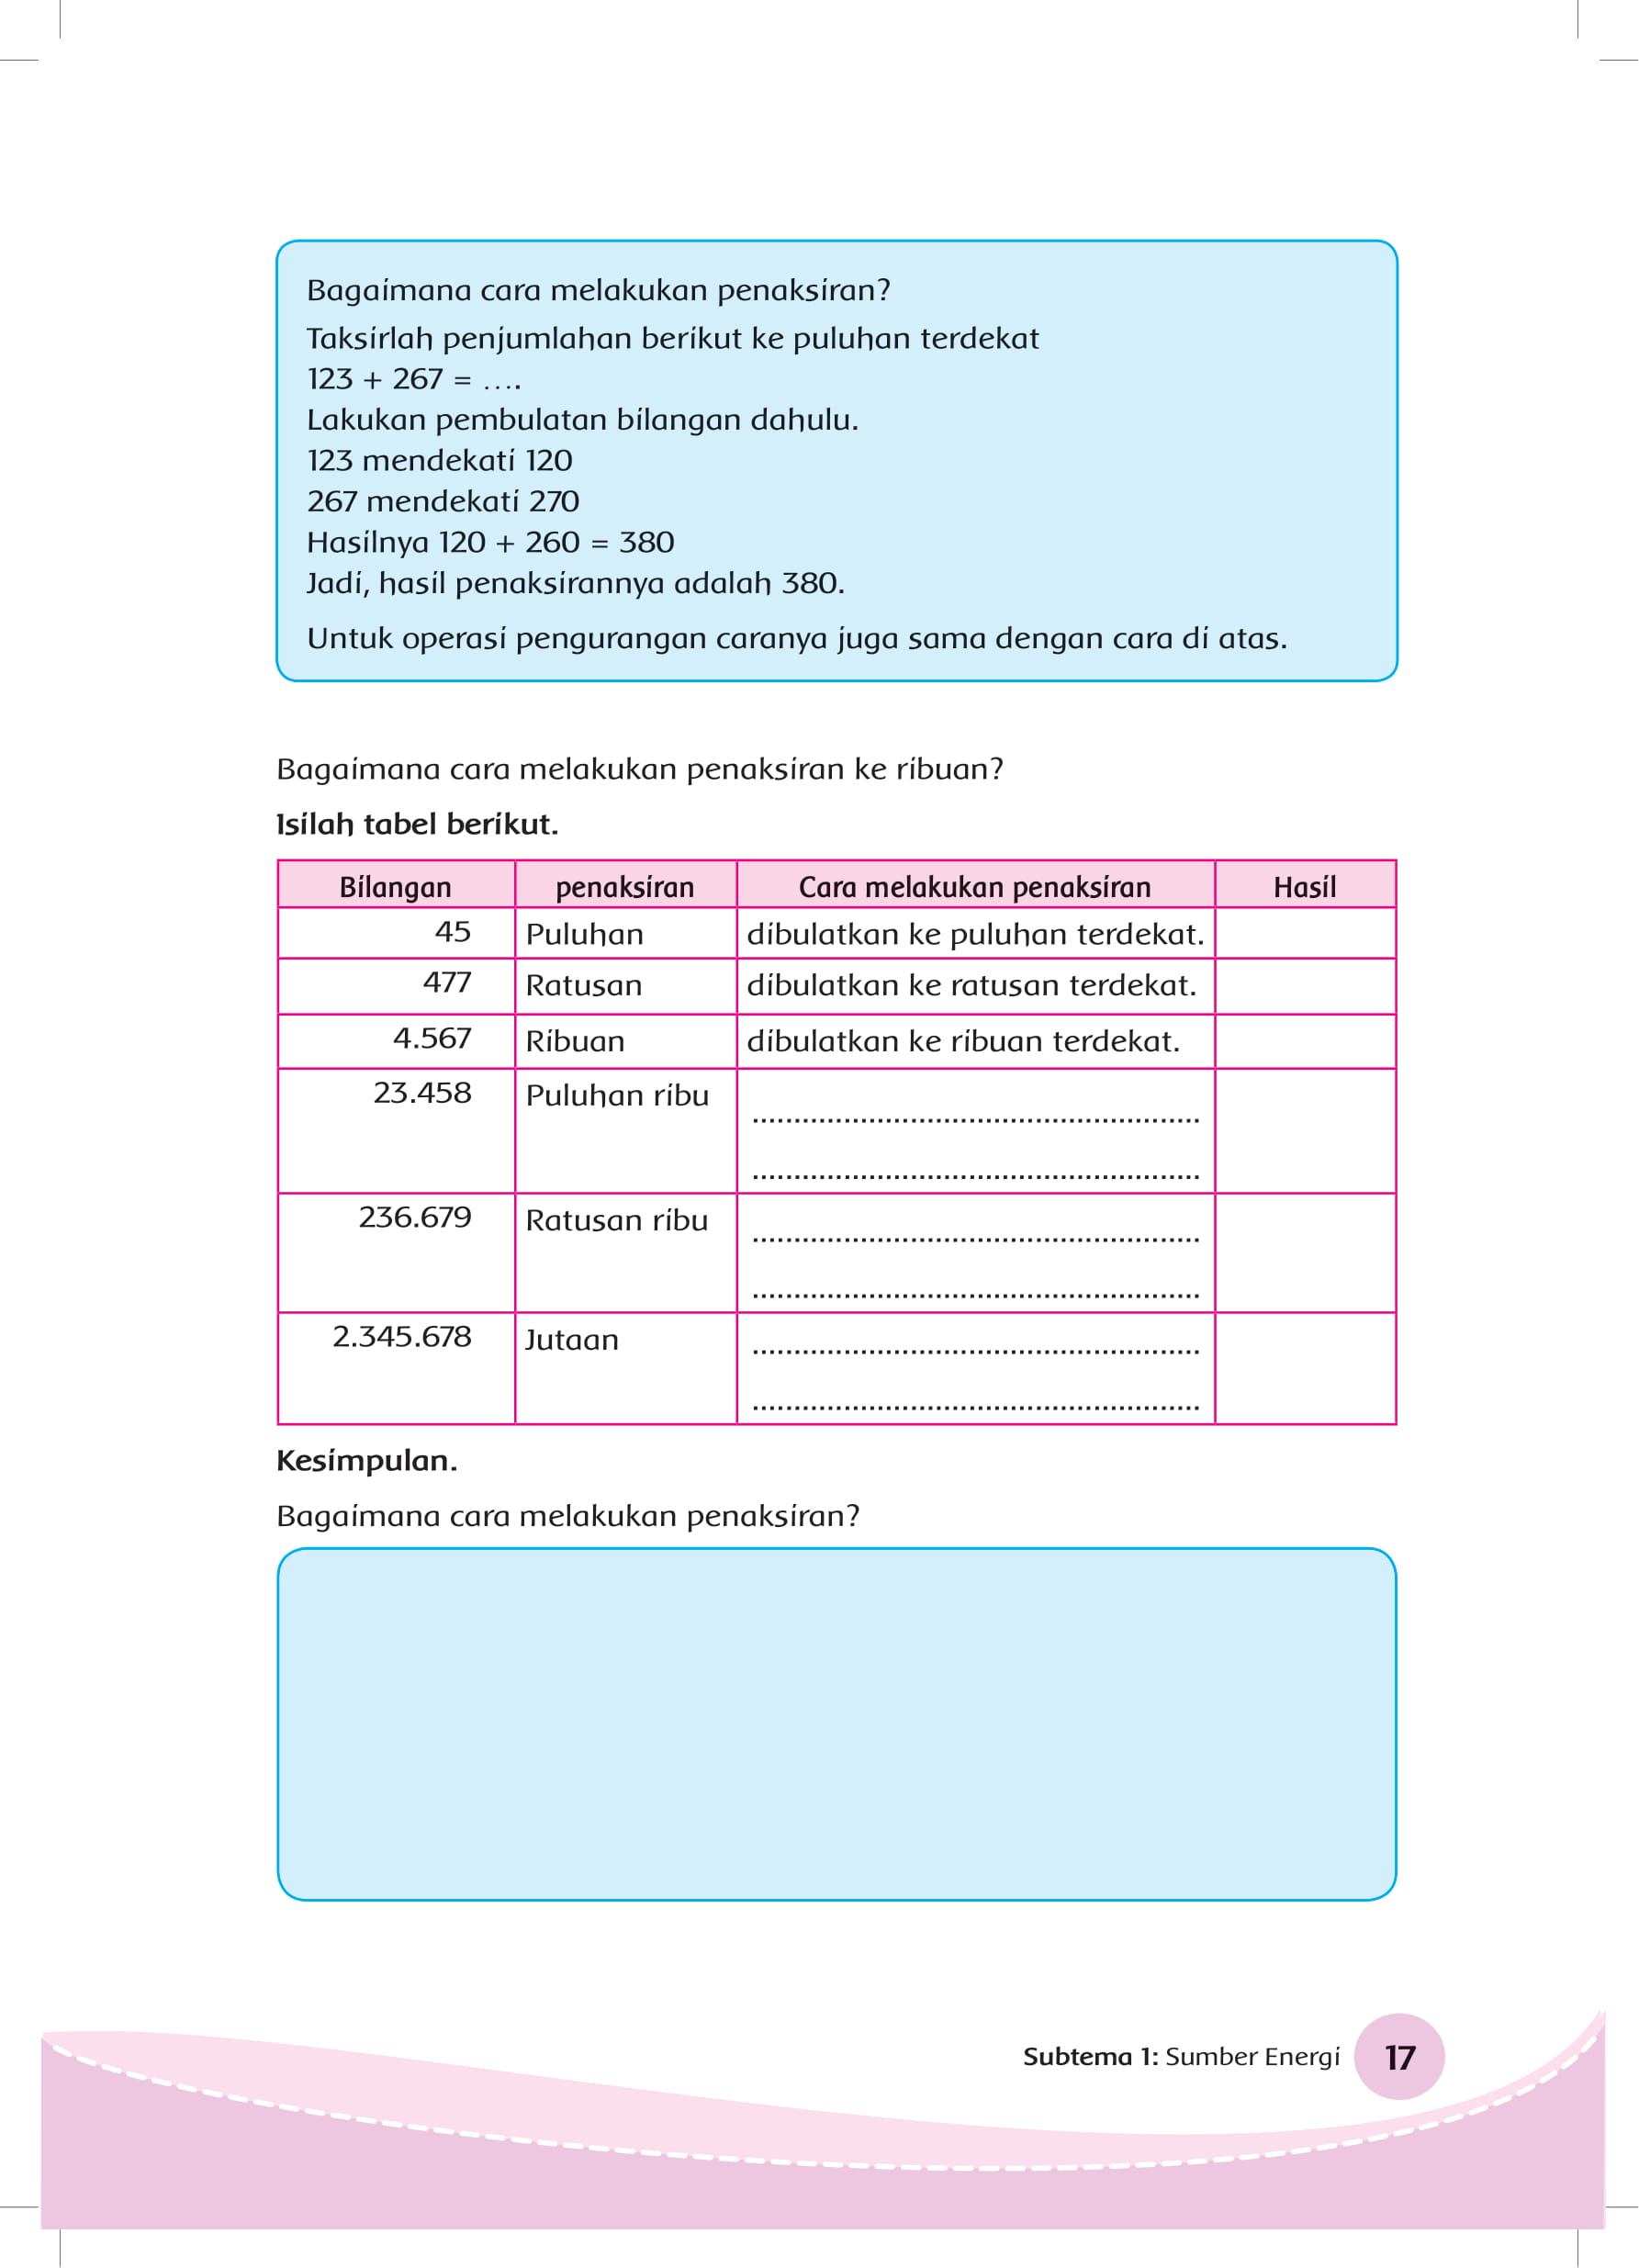 Bagaimana cara melakukan penaksiran?
Taksirlah penjumlahan berikut ke puluhan terdekat
123 + 267 = ….
Lakukan pembulatan bilangan dahulu.
123 mendekati 120
267 mendekati 270
Hasilnya 120 + 260 = 380
Jadi, hasil penaksirannya adalah 380.
Untuk operasi pengurangan caranya juga sama dengan cara di atas.
Bagaimana cara melakukan penaksiran ke ribuan?
Isilah tabel berikut.
Bilangan penaksiran Cara melakukan penaksiran Hasil
45 Puluhan dibulatkan ke puluhan terdekat.
477 Ratusan dibulatkan ke ratusan terdekat.
4.567 Ribuan dibulatkan ke ribuan terdekat.
23.458 Puluhan ribu ......................................................
......................................................
236.679 Ratusan ribu ......................................................
......................................................
2.345.678 Jutaan ......................................................
......................................................
Kesimpulan.
Bagaimana cara melakukan penaksiran?
Subtema 1: Sumber Energi 17